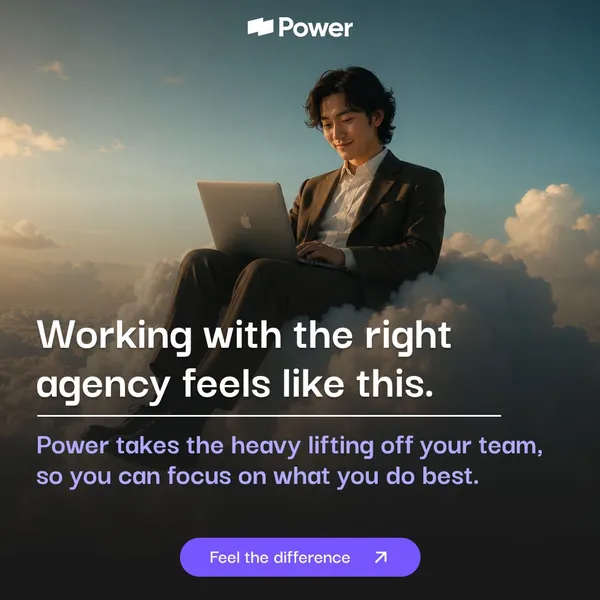 Power
Working with the right
agency feels like this.
Power takes the heavy lifting off your team,
so you can focus on what you do best.
Feel the difference